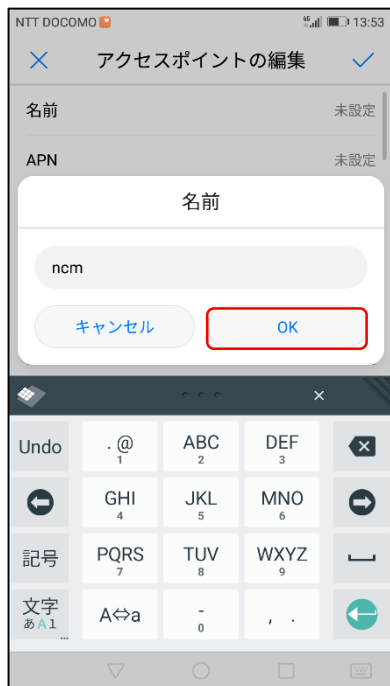 NTT DOCOMO 46 13:53
アクセスポイントの編集
名前 未設定
APN 未設定
名前
ncm
キャンセル OK
Undo .@ ABC DEF
1 2 3
GHI JKL MNO
4 5 6
記号 PQRS TUV WXYZ
7 8 9
文字 A⇔a - , .
あA1 0
...